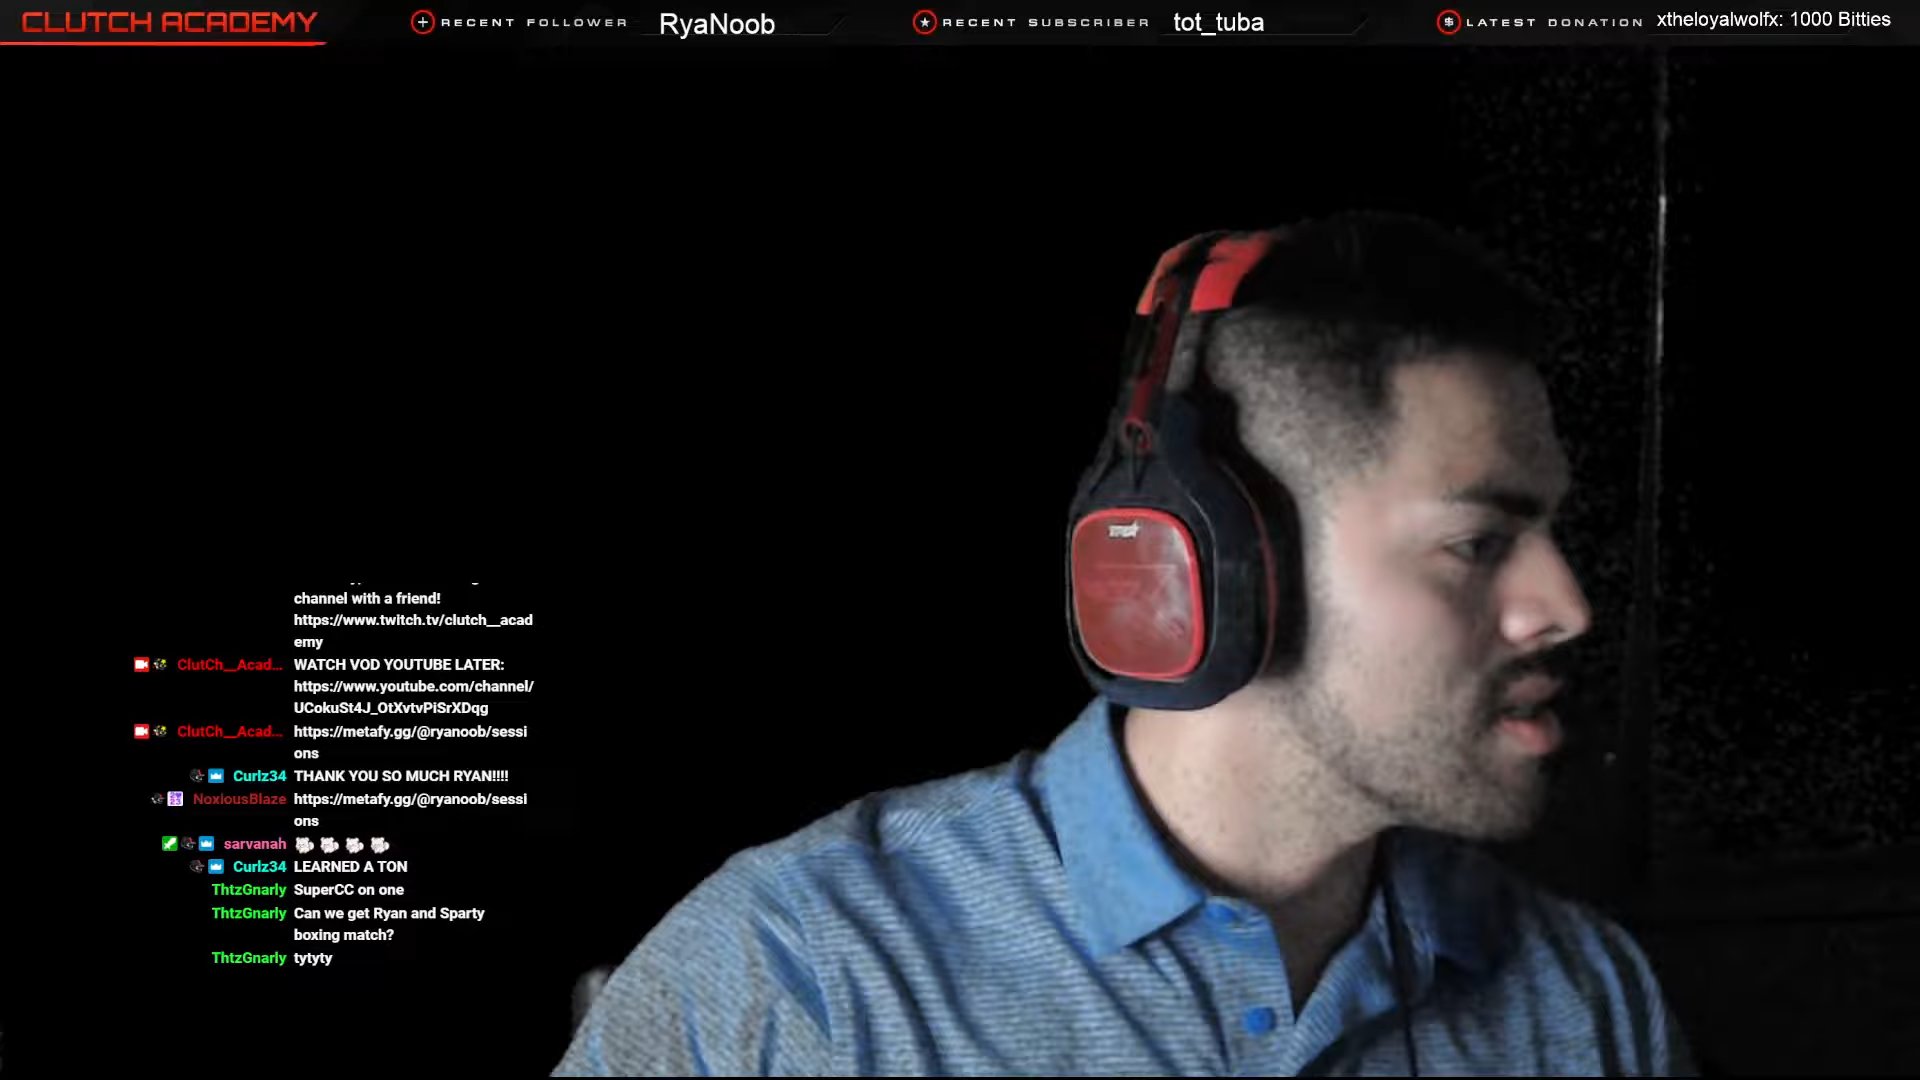 CLUTCH ACADEMY
RECENT FOLLOWER RyaNoob
RECENT SUBSCRIBER tot_tuba
LATEST DONATION xtheloyalwolfx: 1000 Bitties
channel with a friend!
https://www.twitch.tv/clutch__acad
emy
ClutCh__Acad... WATCH VOD YOUTUBE LATER:
https://www.youtube.com/channel/
UCokuSt4J_OtXvtvPiSrXDqg
ClutCh__Acad... https://metafy.gg/@ryanoob/sessi
ons
Curlz34 THANK YOU SO MUCH RYAN!!!!
NoxiousBlaze https://metafy.gg/@ryanoob/sessi
ons
sarvanah
Curlz34 LEARNED A TON
ThtzGnarly SuperCC on one
ThtzGnarly Can we get Ryan and Sparty
boxing match?
ThtzGnarly tytyty